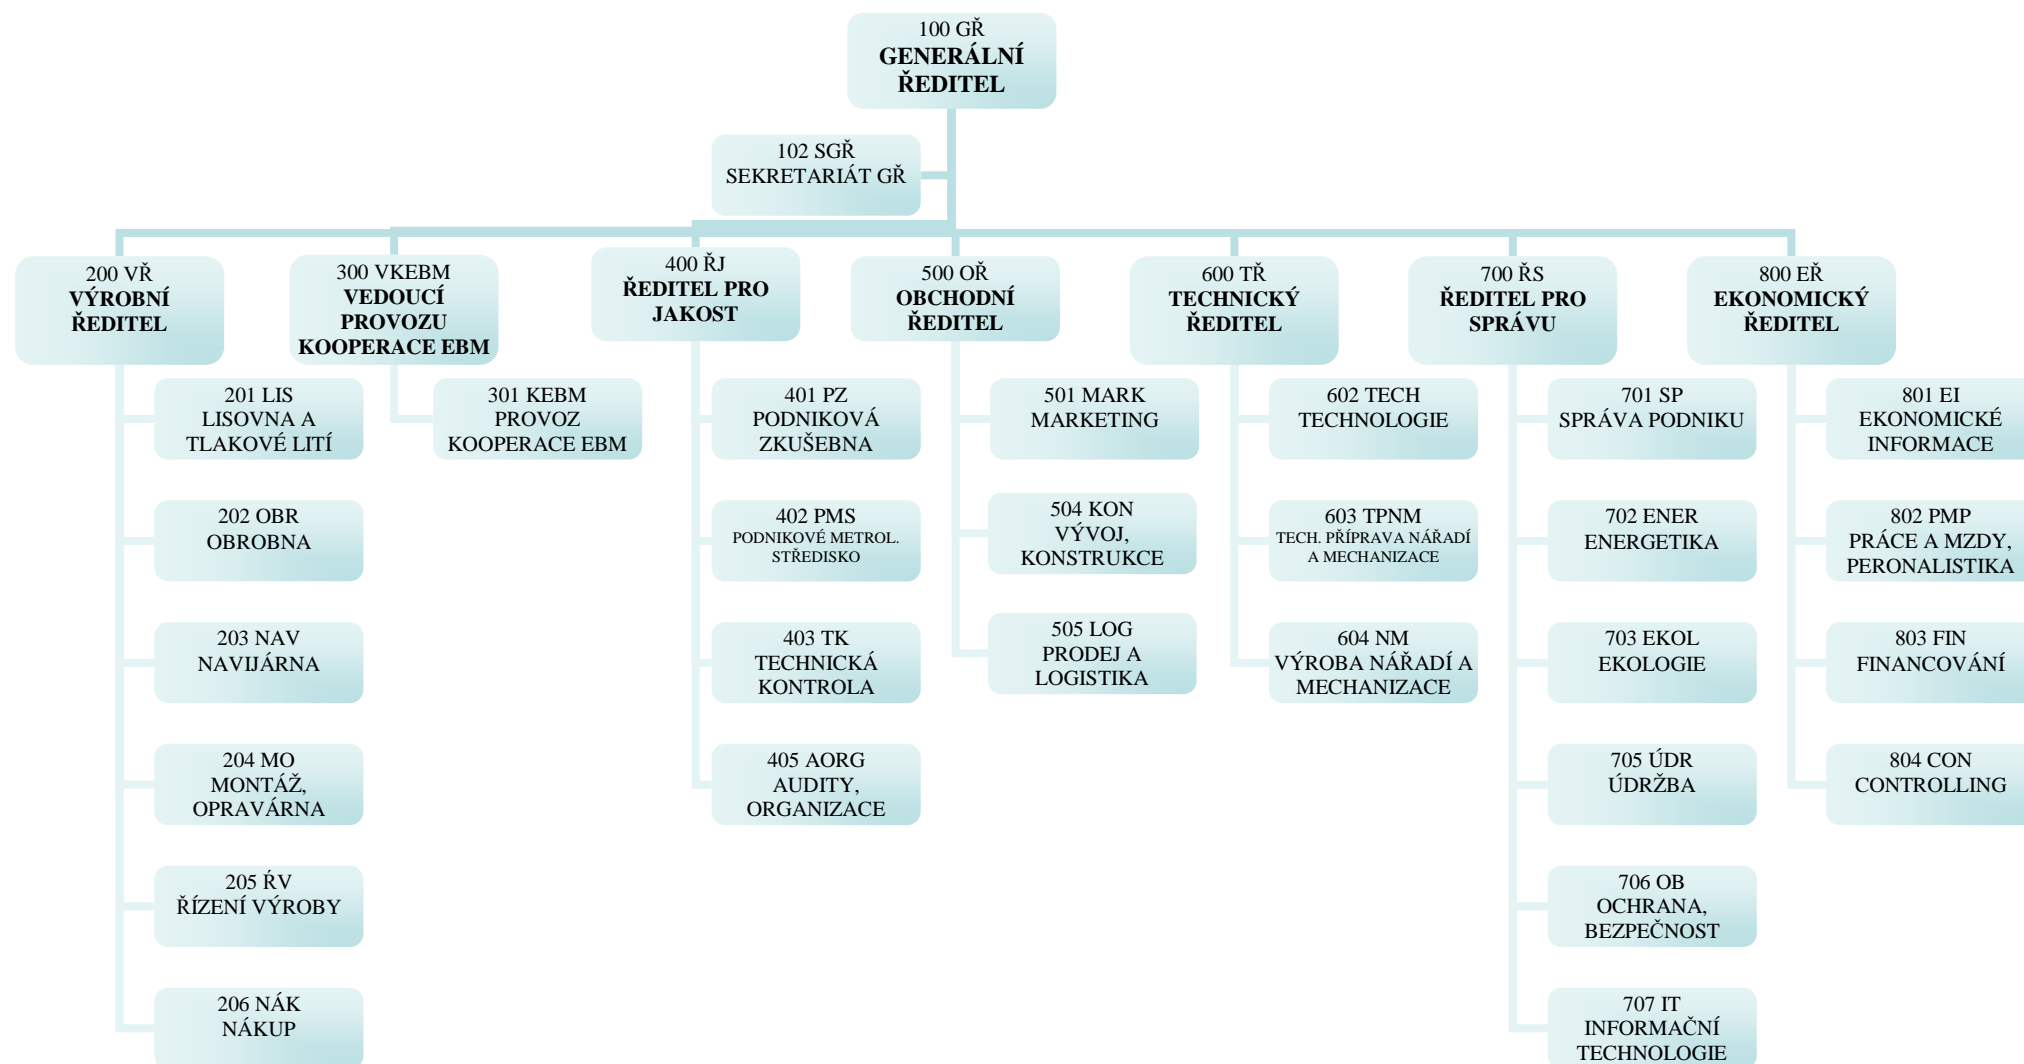 100 GŘ
GENERÁLNÍ
ŘEDITEL
102 SGŘ
SEKRETARIÁT GŘ
200 VŘ
VÝROBNÍ
ŘEDITEL
300 VKEBM
VEDOUCÍ
PROVOZU
KOOPERACE EBM
400 ŘJ
ŘEDITEL PRO
JAKOST
500 OŘ
OBCHODNÍ
ŘEDITEL
600 TŘ
TECHNICKÝ
ŘEDITEL
700 ŘS
ŘEDITEL PRO
SPRÁVU
800 EŘ
EKONOMICKÝ
ŘEDITEL
201 LIS
LISOVNA A
TLAKOVÉ LITÍ
202 OBR
OBROBNA
203 NAV
NAVIJÁRNA
204 MO
MONTÁŽ,
OPRAVÁRNA
205 ŔV
ŘÍZENÍ VÝROBY
206 NÁK
NÁKUP
301 KEBM
PROVOZ
KOOPERACE EBM
401 PZ
PODNIKOVÁ
ZKUŠEBNA
402 PMS
PODNIKOVÉ METROL.
STŘEDISKO
403 TK
TECHNICKÁ
KONTROLA
405 AORG
AUDITY,
ORGANIZACE
501 MARK
MARKETING
504 KON
VÝVOJ,
KONSTRUKCE
505 LOG
PRODEJ A
LOGISTIKA
602 TECH
TECHNOLOGIE
603 TPNM
TECH. PŘÍPRAVA NÁŘADÍ
A MECHANIZACE
604 NM
VÝROBA NÁŘADÍ A
MECHANIZACE
701 SP
SPRÁVA PODNIKU
702 ENER
ENERGETIKA
703 EKOL
EKOLOGIE
705 ÚDR
ÚDRŽBA
706 OB
OCHRANA,
BEZPEČNOST
707 IT
INFORMAČNÍ
TECHNOLOGIE
801 EI
EKONOMICKÉ
INFORMACE
802 PMP
PRÁCE A MZDY,
PERONALISTIKA
803 FIN
FINANCOVÁNÍ
804 CON
CONTROLLING